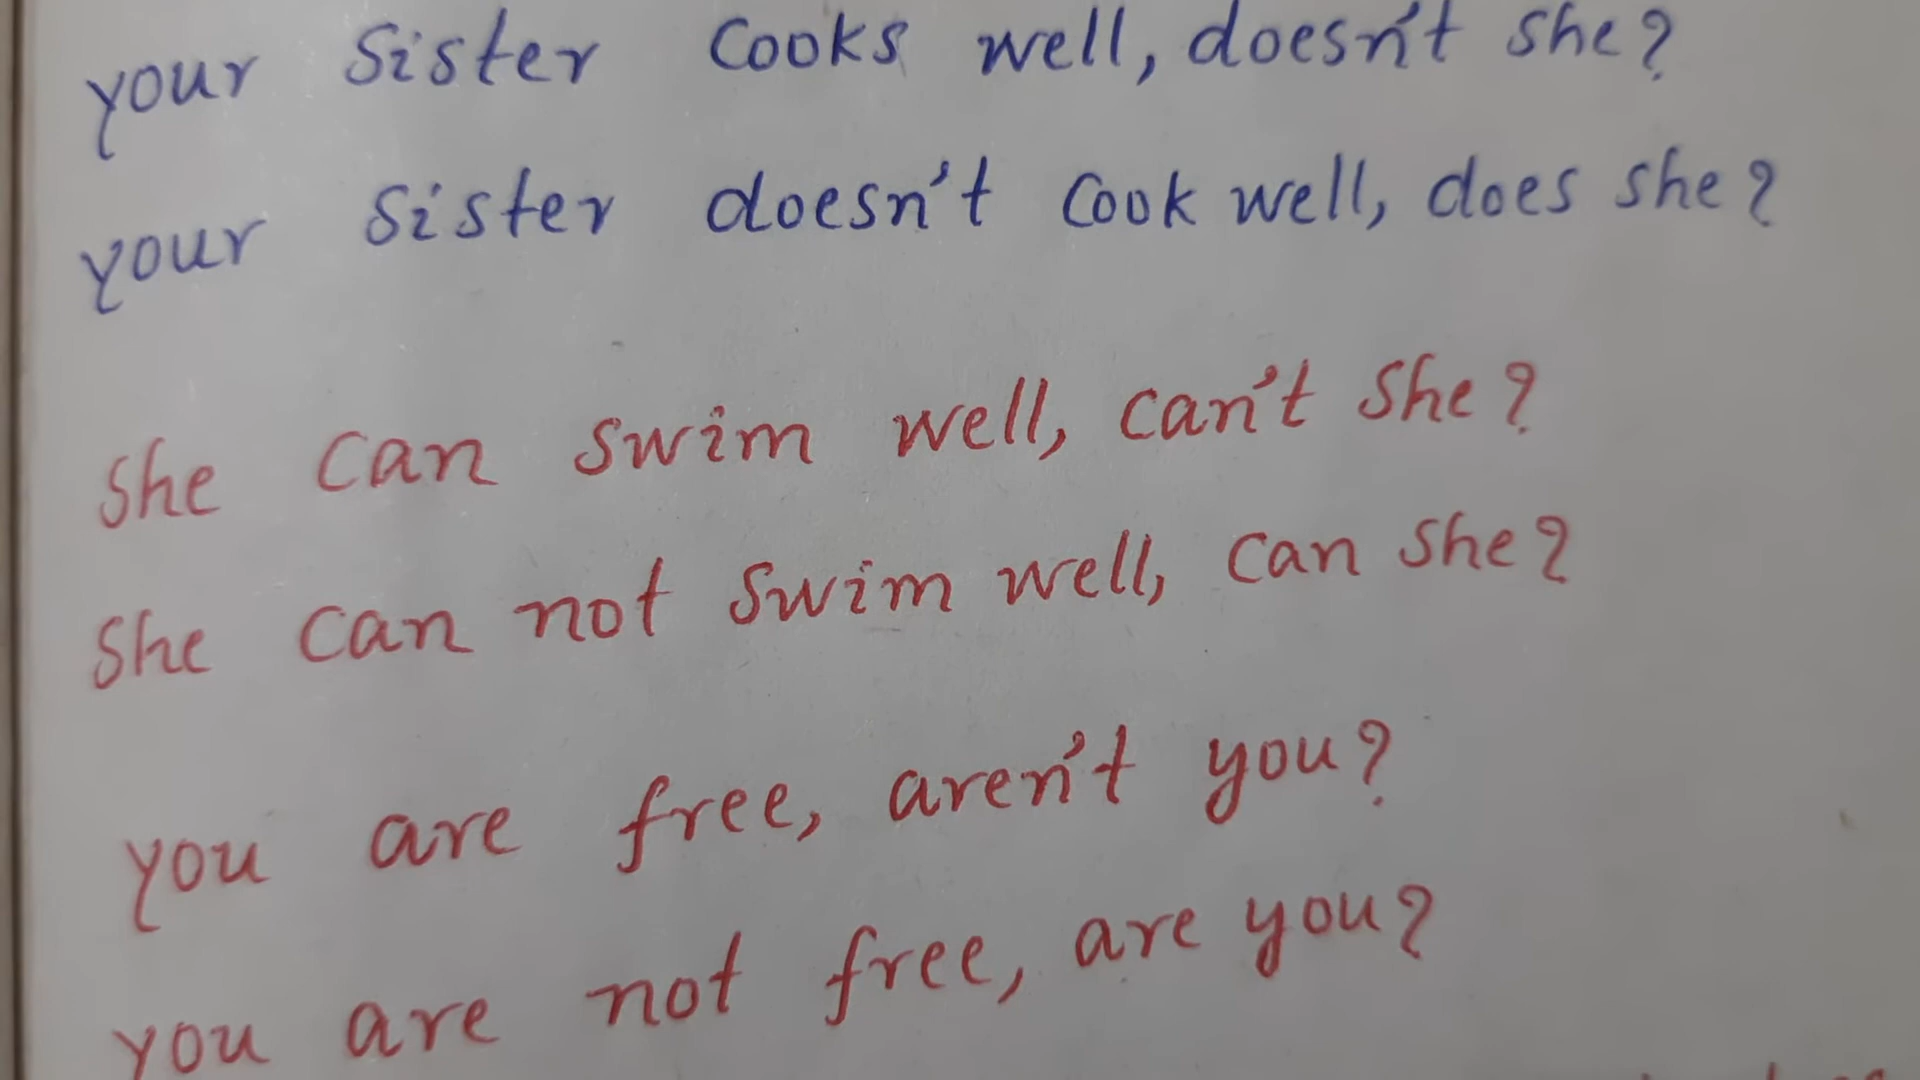 your sister cooks well, doesn't she?
your sister doesn't cook well, does she?
she can swim well, can't she?
She can not swim well, can she?
you are free, aren't you?
you are not free, are you?